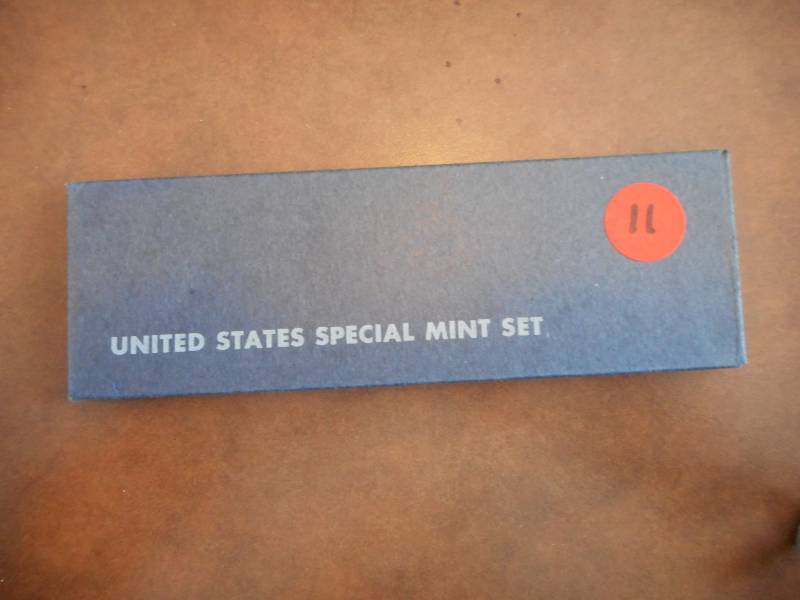 11
UNITED STATES SPECIAL MINT SET